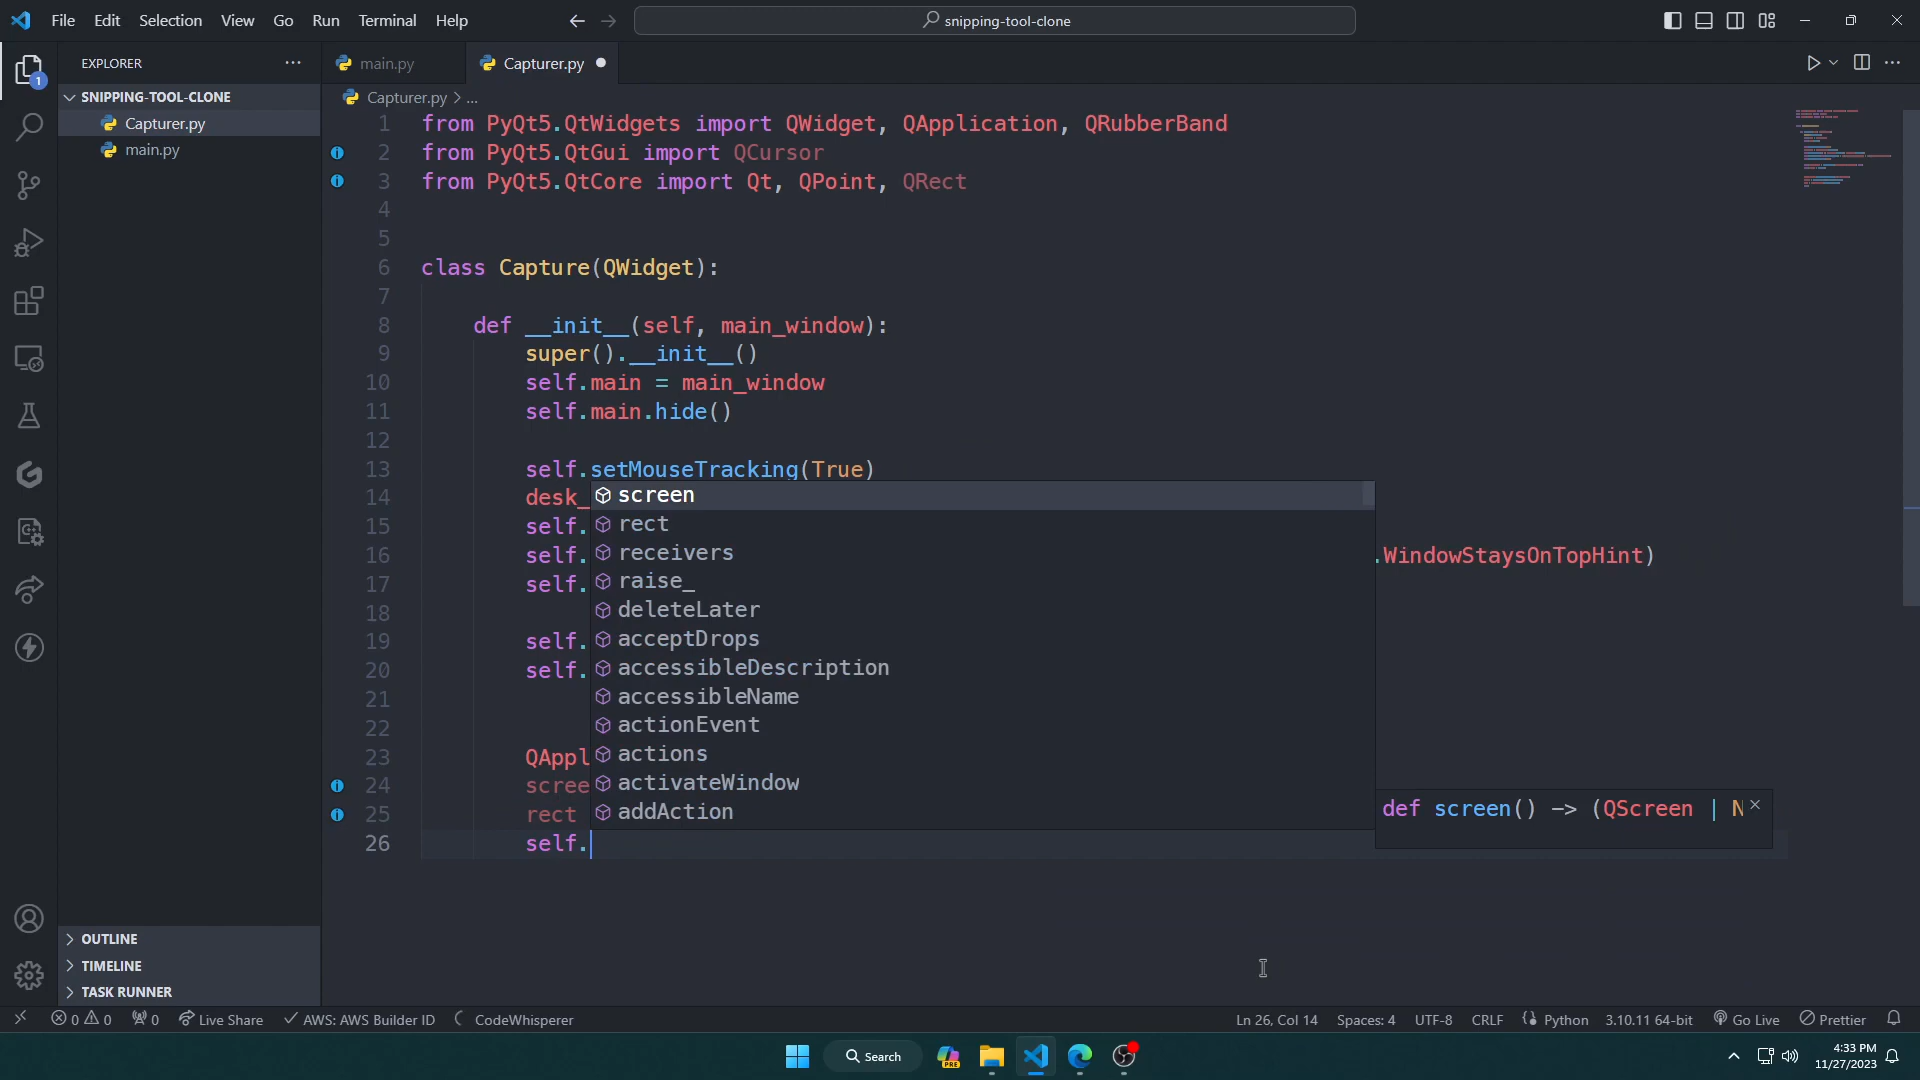 File Edit Selection View Go Run Terminal Help
snipping-tool-clone
EXPLORER
1
SNIPPING-TOOL-CLONE
Capturer.py
main.py
OUTLINE
TIMELINE
TASK RUNNER
main.py Capturer.py
Capturer.py > ...
1 from PyQt5.QtWidgets import QWidget, QApplication, QRubberBand
2 from PyQt5.QtGui import QCursor
3 from PyQt5.QtCore import Qt, QPoint, QRect
4
5
6 class Capture(QWidget):
7
8 def __init__(self, main_window):
9 super().__init__()
10 self.main = main_window
11 self.main.hide()
12
13 self.setMouseTracking(True)
14 desk_
15 self.
16 self. .WindowStaysOnTopHint)
17 self.
18
19 self.
20 self.
21
22
23 QAppl
24 scree
25 rect
26 self.
screen
rect
receivers
raise_
deleteLater
acceptDrops
accessibleDescription
accessibleName
actionEvent
actions
activateWindow
addAction
def screen() -> (QScreen | N
0 0 0 Live Share AWS: AWS Builder ID CodeWhisperer Ln 26, Col 14 Spaces: 4 UTF-8 CRLF Python 3.10.11 64-bit Go Live Prettier
Search
PRE
4:33 PM
11/27/2023